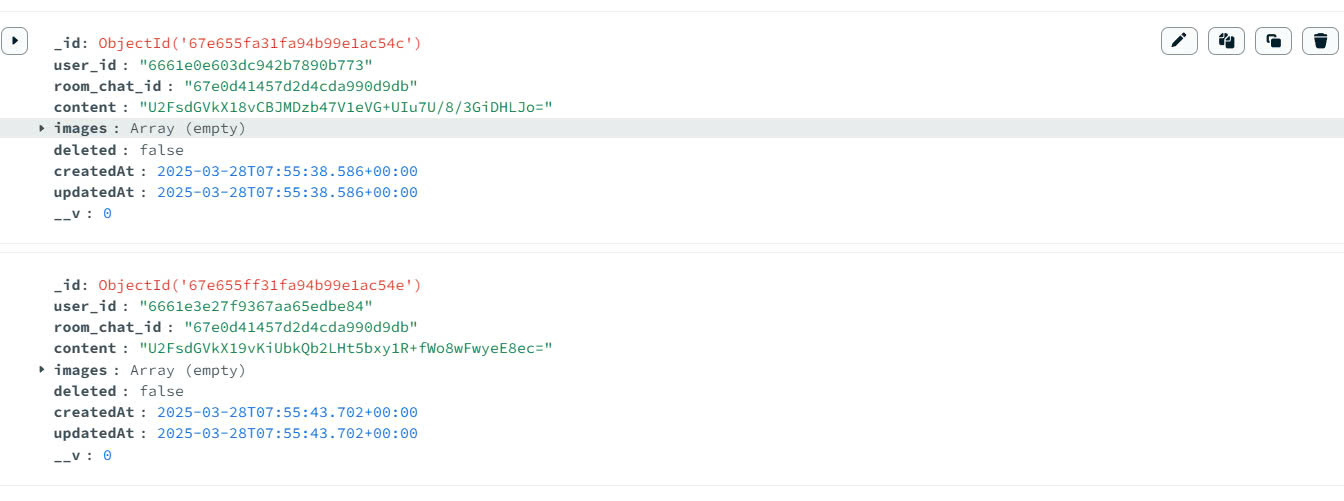 _id: ObjectId('67e655fa31fa94b99e1ac54c')
user_id : "6661e0e603dc942b7890b773"
room_chat_id : "67e0d41457d2d4cda990d9db"
content : "U2FsdGVkX18vCBJMDzb47V1eVG+UIu7U/8/3GiDHLJo="
images : Array (empty)
deleted : false
createdAt : 2025-03-28T07:55:38.586+00:00
updatedAt : 2025-03-28T07:55:38.586+00:00
__v : 0
_id: ObjectId('67e655ff31fa94b99e1ac54e')
user_id : "6661e3e27f9367aa65edbe84"
room_chat_id : "67e0d41457d2d4cda990d9db"
content : "U2FsdGVkX19vKiUbkQb2LHt5bxy1R+fWo8wFwyeE8ec="
images : Array (empty)
deleted : false
createdAt : 2025-03-28T07:55:43.702+00:00
updatedAt : 2025-03-28T07:55:43.702+00:00
__v : 0